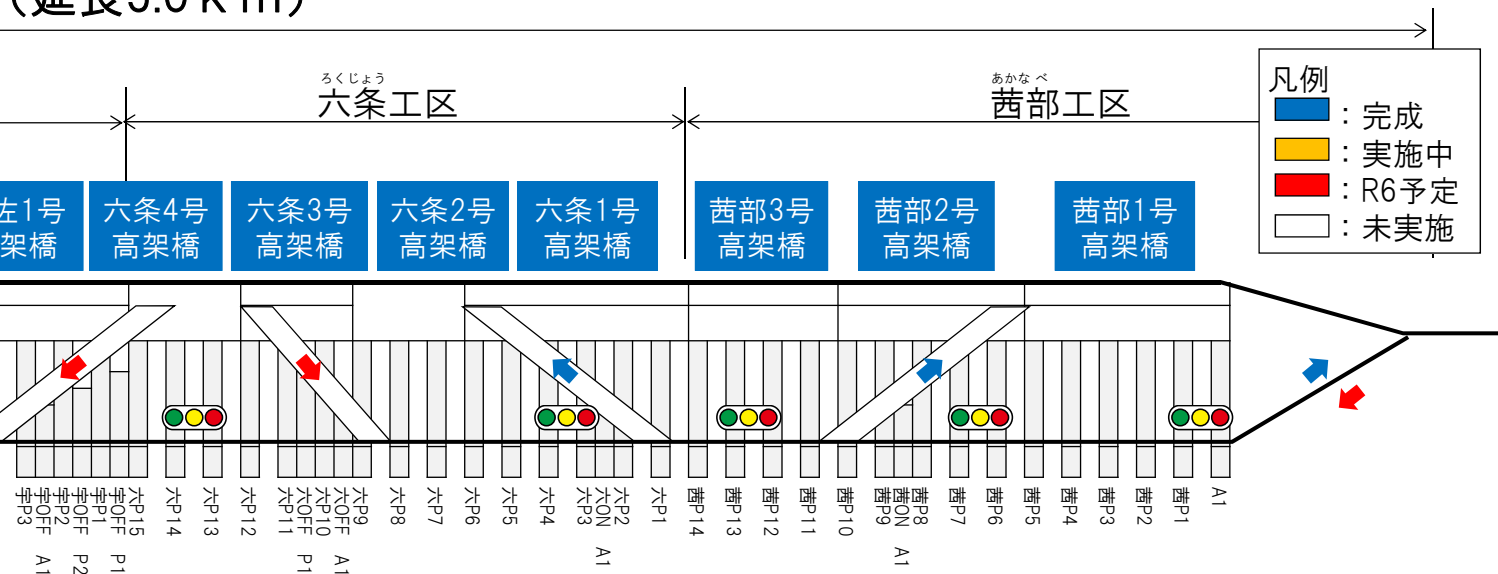 （延長5.0ｋｍ）
ろくじょう
六条工区
あかなべ
茜部工区
凡例
：完成
：実施中
：R6予定
：未実施
左1号
架橋
六条4号
高架橋
六条3号
高架橋
六条2号
高架橋
六条1号
高架橋
茜部3号
高架橋
茜部2号
高架橋
茜部1号
高架橋
宇P3
宇OFF A1
宇P2
宇OFF P2
宇P1
宇OFF P1
六P15
六P14
六P13
六P12
六P11
六OFF P1
六P10
六OFF A1
六P9
六P8
六P7
六P6
六P5
六P4
六P3
六ON A1
六P2
六P1
茜P14
茜P13
茜P12
茜P11
茜P10
茜P9
茜ON A1
茜P8
茜P7
茜P6
茜P5
茜P4
茜P3
茜P2
茜P1
A1